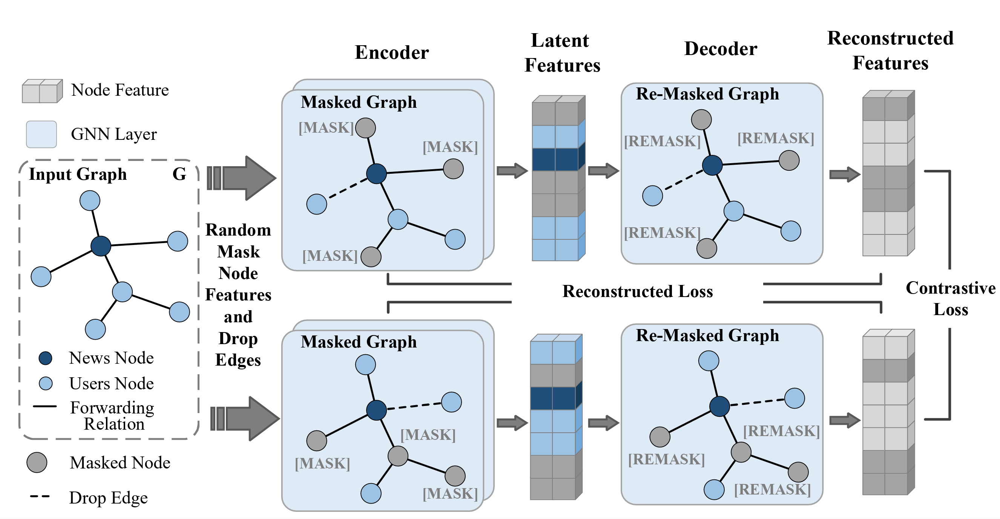 Encoder
Latent
Features
Decoder
Reconstructed
Features
Node Feature
GNN Layer
Input Graph G
News Node
Users Node
Forwarding
Relation
Masked Node
Drop Edge
Random
Mask
Node
Features
and
Drop
Edges
Masked Graph
[MASK]
[MASK]
[MASK]
Re-Masked Graph
[REMASK]
[REMASK]
[REMASK]
Reconstructed Loss
Contrastive
Loss
Masked Graph
[MASK]
[MASK]
[MASK]
Re-Masked Graph
[REMASK]
[REMASK]
[REMASK]